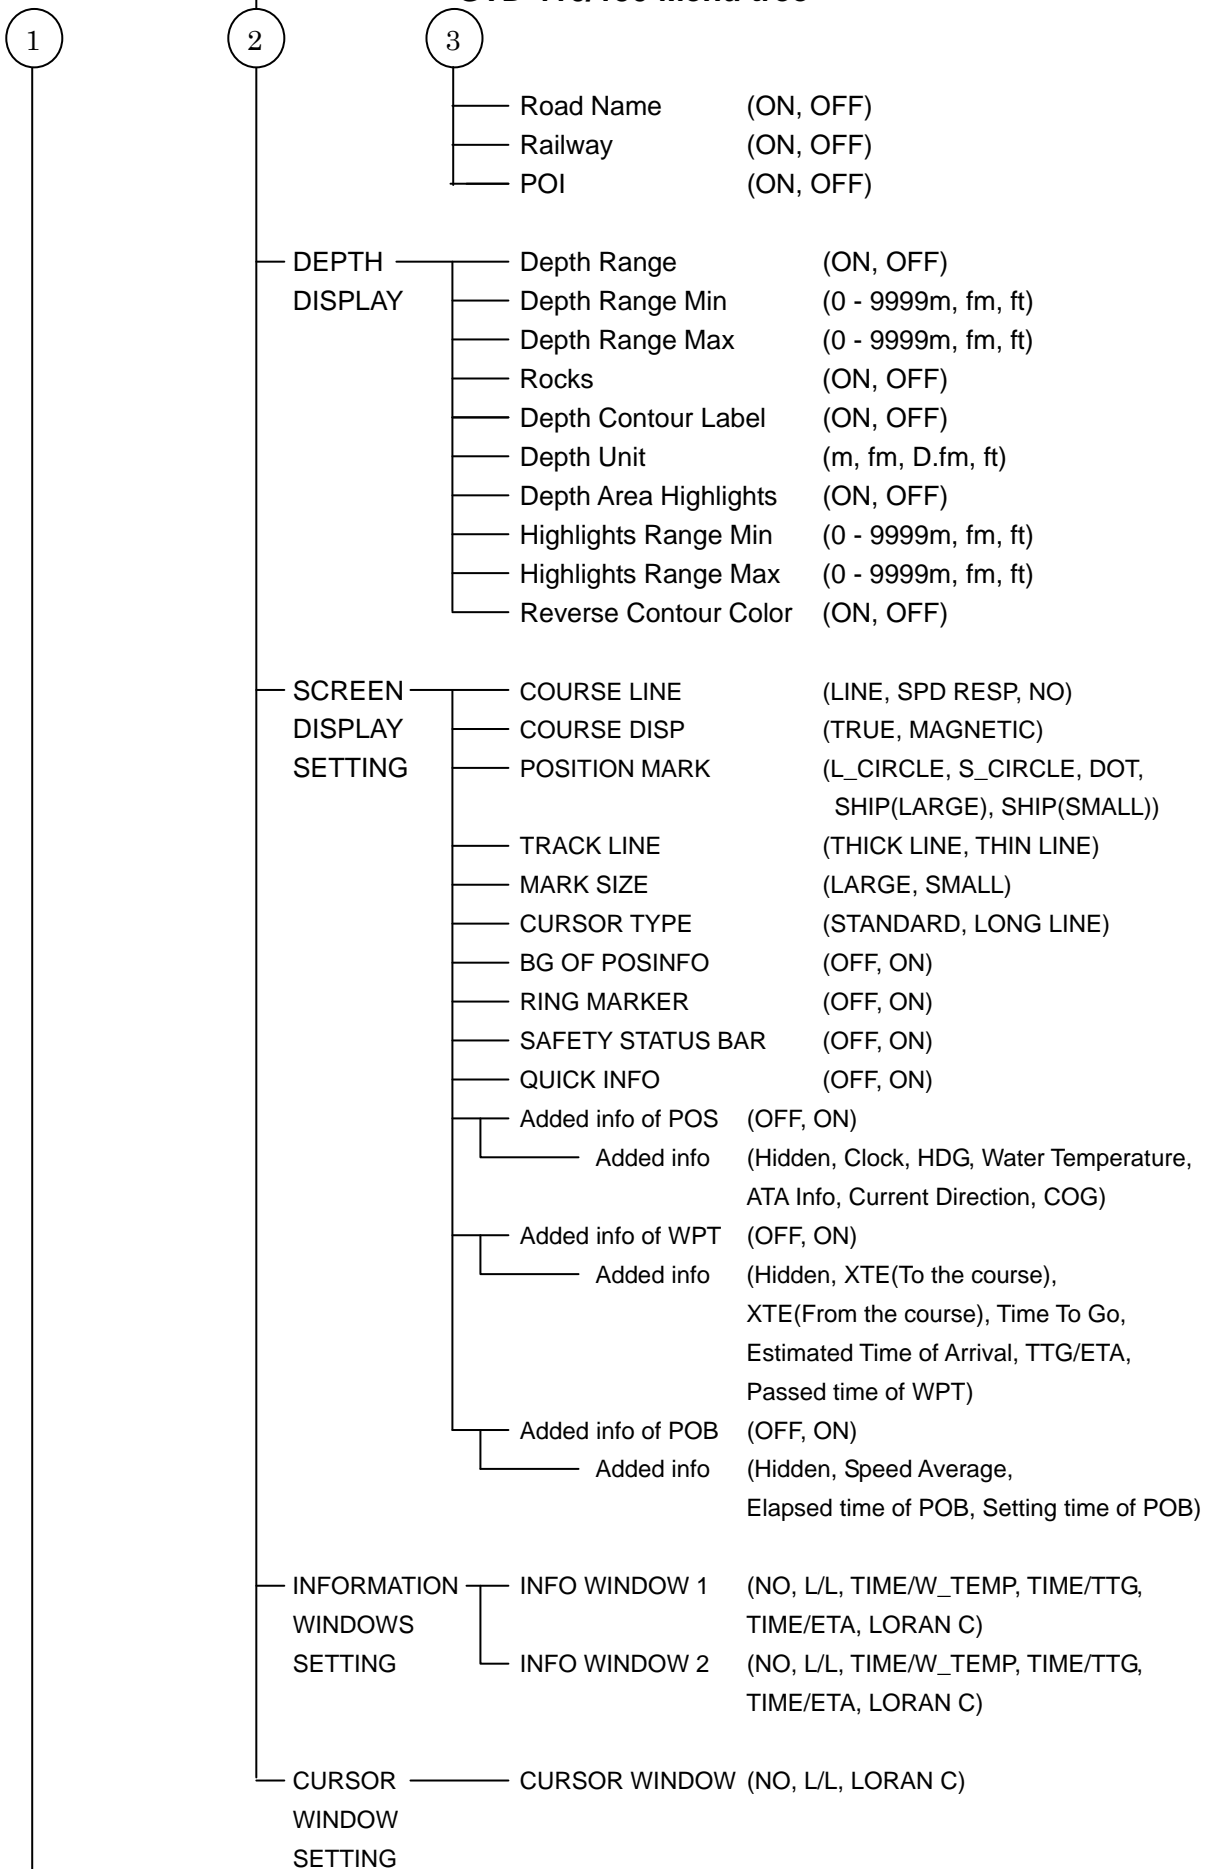 1 2 3
Road Name (ON, OFF)
Railway (ON, OFF)
POI (ON, OFF)
DEPTH Depth Range (ON, OFF)
DISPLAY Depth Range Min (0 - 9999m, fm, ft)
Depth Range Max (0 - 9999m, fm, ft)
Rocks (ON, OFF)
Depth Contour Label (ON, OFF)
Depth Unit (m, fm, D.fm, ft)
Depth Area Highlights (ON, OFF)
Highlights Range Min (0 - 9999m, fm, ft)
Highlights Range Max (0 - 9999m, fm, ft)
Reverse Contour Color (ON, OFF)
SCREEN COURSE LINE (LINE, SPD RESP, NO)
DISPLAY COURSE DISP (TRUE, MAGNETIC)
SETTING POSITION MARK (L_CIRCLE, S_CIRCLE, DOT,
SHIP(LARGE), SHIP(SMALL))
TRACK LINE (THICK LINE, THIN LINE)
MARK SIZE (LARGE, SMALL)
CURSOR TYPE (STANDARD, LONG LINE)
BG OF POSINFO (OFF, ON)
RING MARKER (OFF, ON)
SAFETY STATUS BAR (OFF, ON)
QUICK INFO (OFF, ON)
Added info of POS (OFF, ON)
Added info (Hidden, Clock, HDG, Water Temperature,
ATA Info, Current Direction, COG)
Added info of WPT (OFF, ON)
Added info (Hidden, XTE(To the course),
XTE(From the course), Time To Go,
Estimated Time of Arrival, TTG/ETA,
Passed time of WPT)
Added info of POB (OFF, ON)
Added info (Hidden, Speed Average,
Elapsed time of POB, Setting time of POB)
INFORMATION INFO WINDOW 1 (NO, L/L, TIME/W_TEMP, TIME/TTG,
WINDOWS TIME/ETA, LORAN C)
SETTING INFO WINDOW 2 (NO, L/L, TIME/W_TEMP, TIME/TTG,
TIME/ETA, LORAN C)
CURSOR CURSOR WINDOW (NO, L/L, LORAN C)
WINDOW
SETTING